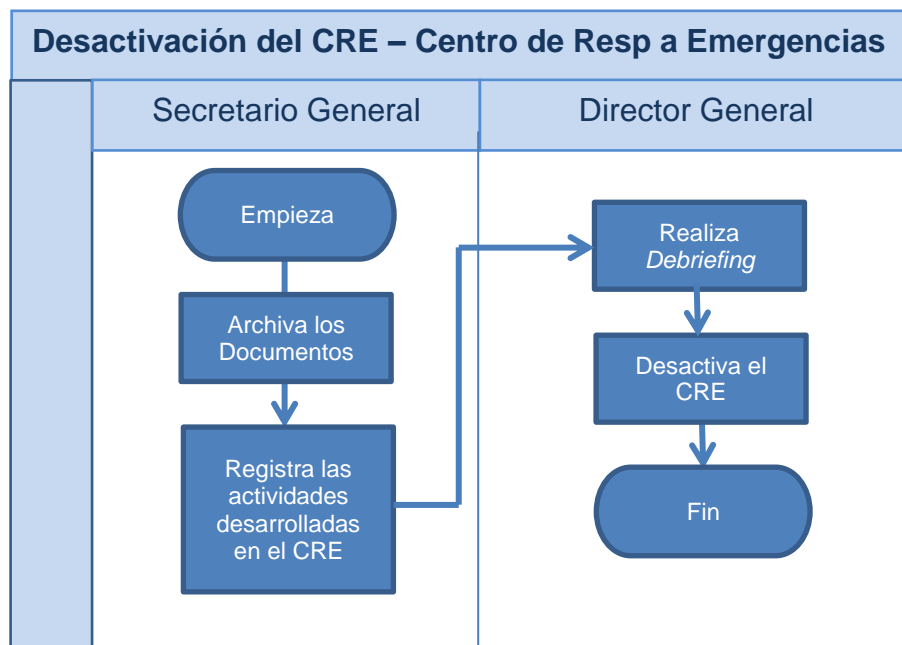 Desactivación del CRE – Centro de Resp a Emergencias
Secretario General
Director General
Empieza
Archiva los
Documentos
Registra las
actividades
desarrolladas
en el CRE
Realiza
Debriefing
Desactiva el
CRE
Fin